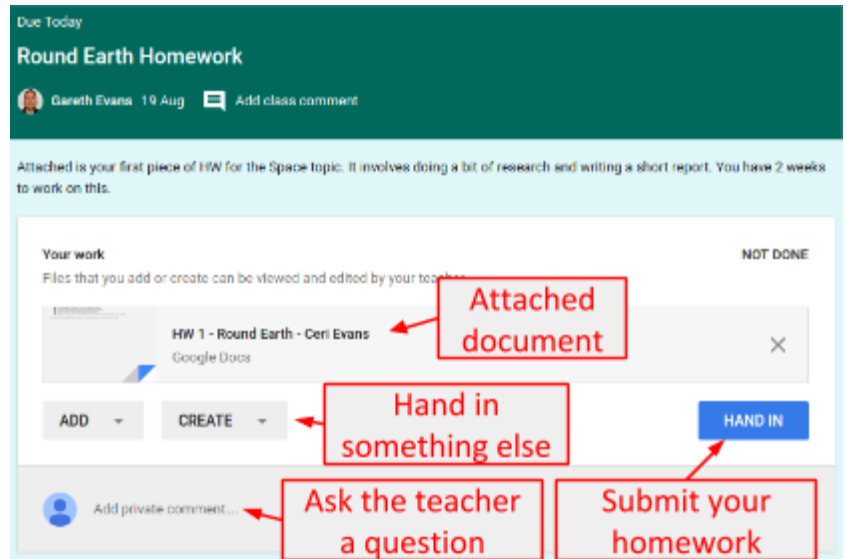 Due Today
Round Earth Homework
Gareth Evans 19 Aug Add class comment
Attached is your first piece of HW for the Space topic. It involves doing a bit of research and writing a short report. You have 2 weeks
to work on this.
Your work NOT DONE
Files that you add or create can be viewed and edited by your teacher
Attached
document
HW 1 - Round Earth - Ceri Evans
Google Docs
ADD CREATE
Hand in
something else
HAND IN
Add private comment...
Ask the teacher
a question
Submit your
homework